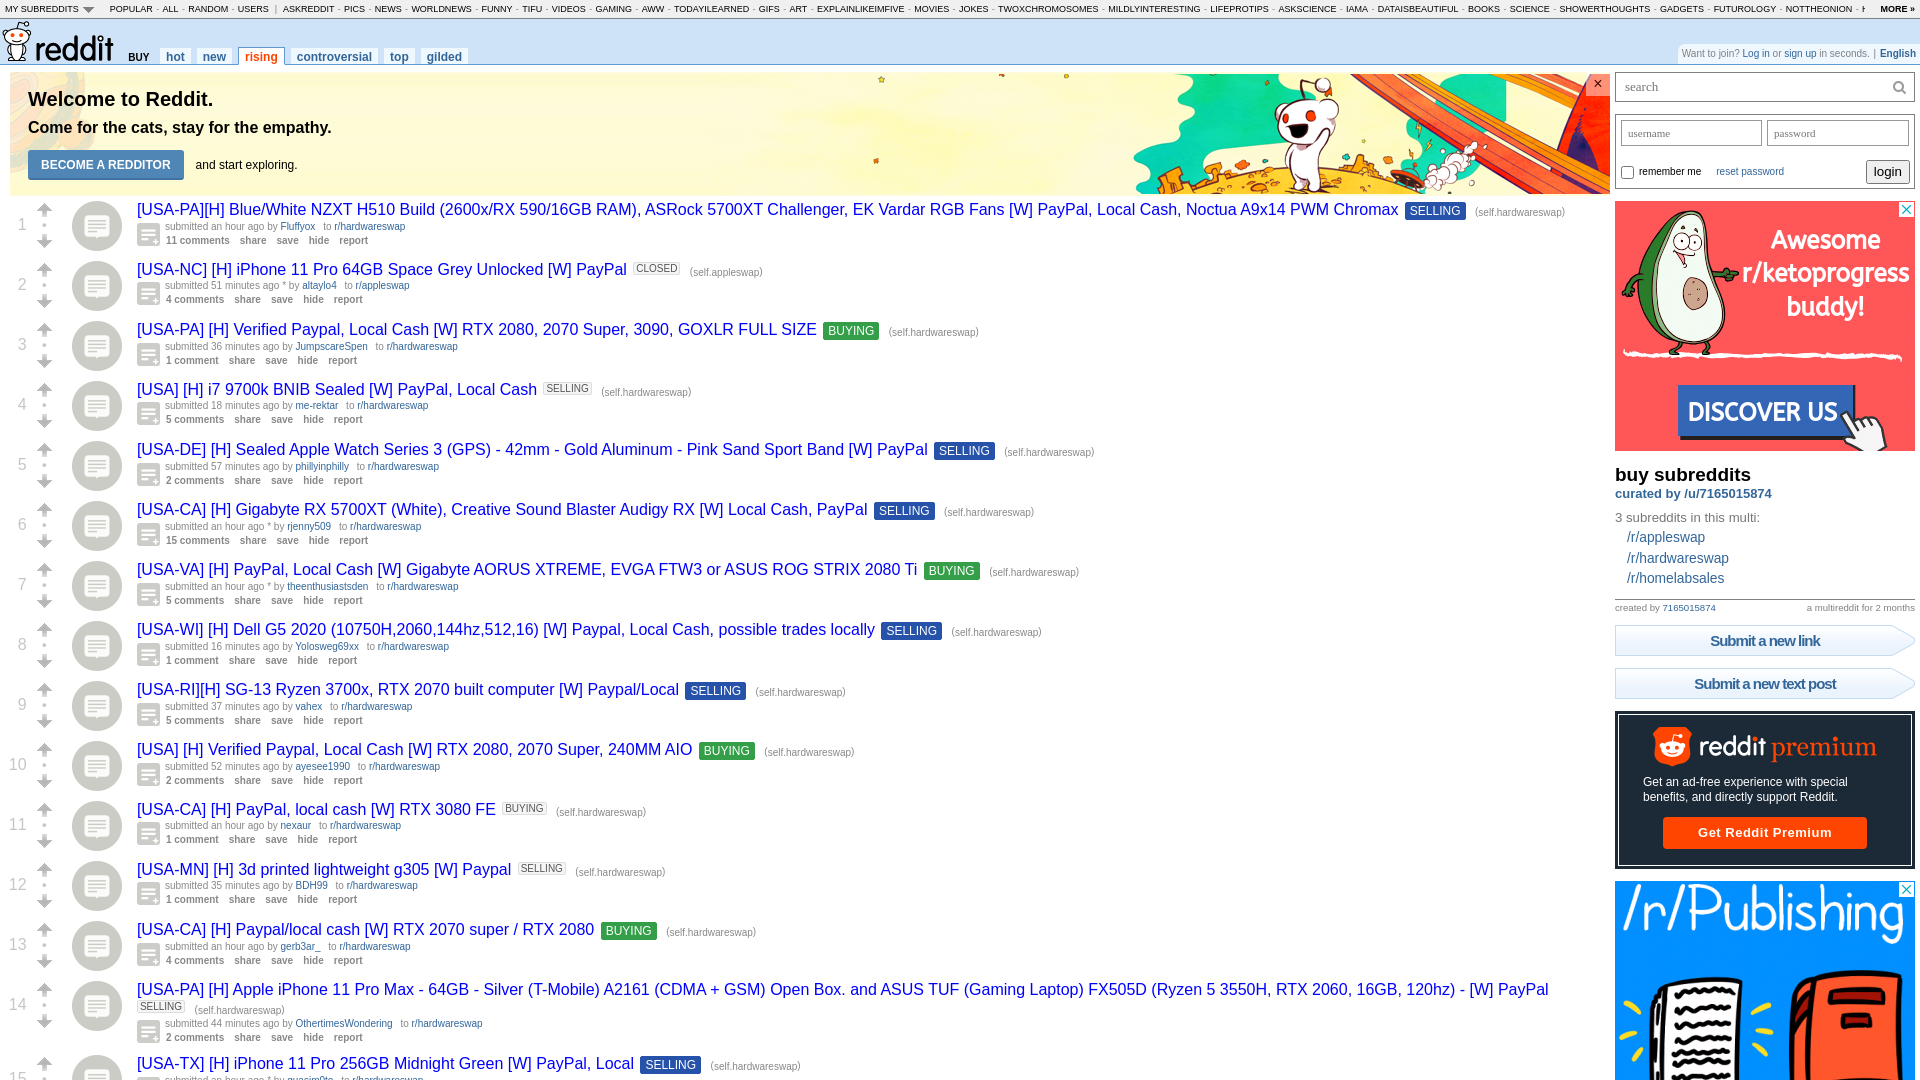 MY SUBREDDITS POPULAR - ALL - RANDOM - USERS | ASKREDDIT - PICS - NEWS - WORLDNEWS - FUNNY - TIFU - VIDEOS - GAMING - AWW - TODAYILEARNED - GIFS - ART - EXPLAINLIKEIMFIVE - MOVIES - JOKES - TWOXCHROMOSOMES - MILDLYINTERESTING - LIFEPROTIPS - ASKSCIENCE - IAMA - DATAISBEAUTIFUL - BOOKS - SCIENCE - SHOWERTHOUGHTS - GADGETS - FUTUROLOGY - NOTTHEONION - MORE »
reddit BUY hot new rising controversial top gilded
Want to join? Log in or sign up in seconds. | English
Welcome to Reddit.
Come for the cats, stay for the empathy.
BECOME A REDDITOR and start exploring.
×
1
[USA-PA][H] Blue/White NZXT H510 Build (2600x/RX 590/16GB RAM), ASRock 5700XT Challenger, EK Vardar RGB Fans [W] PayPal, Local Cash, Noctua A9x14 PWM Chromax SELLING (self.hardwareswap)
submitted an hour ago by Fluffyox to r/hardwareswap
11 comments share save hide report
2
[USA-NC] [H] iPhone 11 Pro 64GB Space Grey Unlocked [W] PayPal CLOSED (self.appleswap)
submitted 51 minutes ago * by altaylo4 to r/appleswap
4 comments share save hide report
3
[USA-PA] [H] Verified Paypal, Local Cash [W] RTX 2080, 2070 Super, 3090, GOXLR FULL SIZE BUYING (self.hardwareswap)
submitted 36 minutes ago by JumpscareSpen to r/hardwareswap
1 comment share save hide report
4
[USA] [H] i7 9700k BNIB Sealed [W] PayPal, Local Cash SELLING (self.hardwareswap)
submitted 18 minutes ago by me-rektar to r/hardwareswap
5 comments share save hide report
5
[USA-DE] [H] Sealed Apple Watch Series 3 (GPS) - 42mm - Gold Aluminum - Pink Sand Sport Band [W] PayPal SELLING (self.hardwareswap)
submitted 57 minutes ago by phillyinphilly to r/hardwareswap
2 comments share save hide report
6
[USA-CA] [H] Gigabyte RX 5700XT (White), Creative Sound Blaster Audigy RX [W] Local Cash, PayPal SELLING (self.hardwareswap)
submitted an hour ago * by rjenny509 to r/hardwareswap
15 comments share save hide report
7
[USA-VA] [H] PayPal, Local Cash [W] Gigabyte AORUS XTREME, EVGA FTW3 or ASUS ROG STRIX 2080 Ti BUYING (self.hardwareswap)
submitted an hour ago * by theenthusiastsden to r/hardwareswap
5 comments share save hide report
8
[USA-WI] [H] Dell G5 2020 (10750H,2060,144hz,512,16) [W] Paypal, Local Cash, possible trades locally SELLING (self.hardwareswap)
submitted 16 minutes ago by Yolosweg69xx to r/hardwareswap
1 comment share save hide report
9
[USA-RI][H] SG-13 Ryzen 3700x, RTX 2070 built computer [W] Paypal/Local SELLING (self.hardwareswap)
submitted 37 minutes ago by vahex to r/hardwareswap
5 comments share save hide report
10
[USA] [H] Verified Paypal, Local Cash [W] RTX 2080, 2070 Super, 240MM AIO BUYING (self.hardwareswap)
submitted 52 minutes ago by ayesee1990 to r/hardwareswap
2 comments share save hide report
11
[USA-CA] [H] PayPal, local cash [W] RTX 3080 FE BUYING (self.hardwareswap)
submitted an hour ago by nexaur to r/hardwareswap
1 comment share save hide report
12
[USA-MN] [H] 3d printed lightweight g305 [W] Paypal SELLING (self.hardwareswap)
submitted 35 minutes ago by BDH99 to r/hardwareswap
1 comment share save hide report
13
[USA-CA] [H] Paypal/local cash [W] RTX 2070 super / RTX 2080 BUYING (self.hardwareswap)
submitted an hour ago by gerb3ar_ to r/hardwareswap
4 comments share save hide report
14
[USA-PA] [H] Apple iPhone 11 Pro Max - 64GB - Silver (T-Mobile) A2161 (CDMA + GSM) Open Box. and ASUS TUF (Gaming Laptop) FX505D (Ryzen 5 3550H, RTX 2060, 16GB, 120hz) - [W] PayPal
SELLING (self.hardwareswap)
submitted 44 minutes ago by OthertimesWondering to r/hardwareswap
2 comments share save hide report
15
[USA-TX] [H] iPhone 11 Pro 256GB Midnight Green [W] PayPal, Local SELLING (self.hardwareswap)
submitted an hour ago * by to r/hardwareswap
search
username password
remember me reset password login
Awesome
r/ketoprogress
buddy!
DISCOVER US
buy subreddits
curated by /u/7165015874
3 subreddits in this multi:
/r/appleswap
/r/hardwareswap
/r/homelabsales
created by 7165015874 a multireddit for 2 months
Submit a new link
Submit a new text post
reddit premium
Get an ad-free experience with special
benefits, and directly support Reddit.
Get Reddit Premium
/r/Publishing